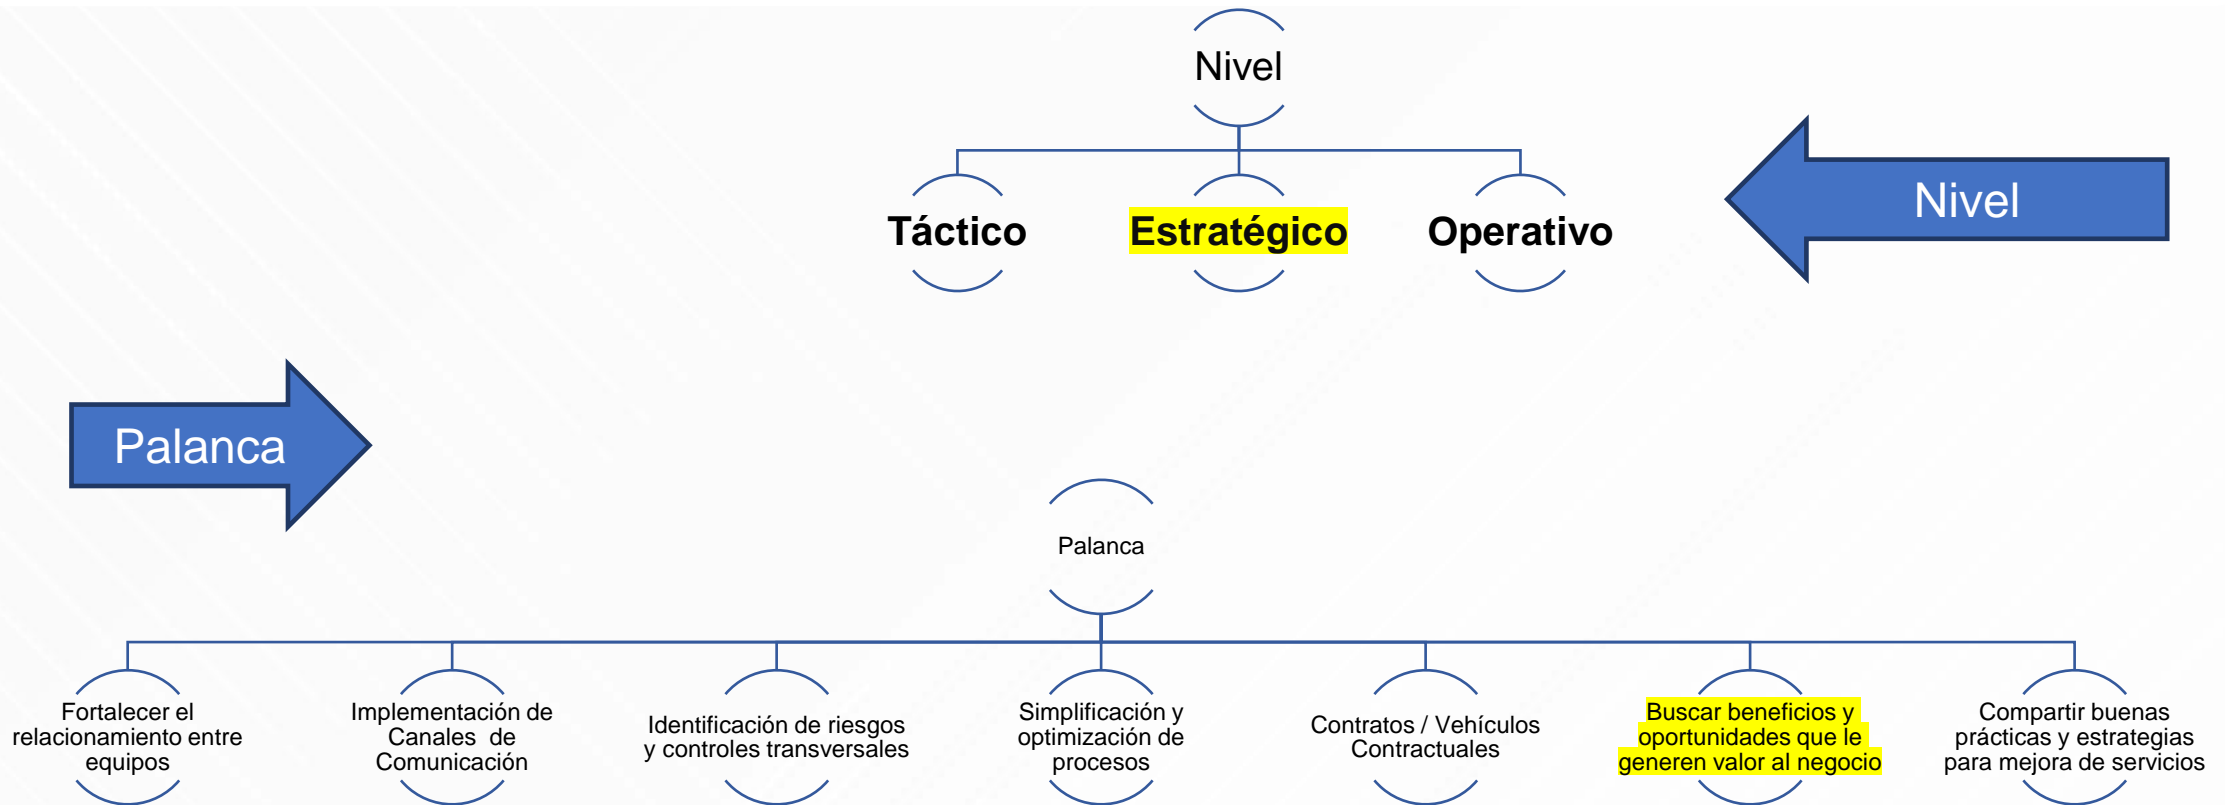 Nivel
Táctico
Estratégico
Operativo
Nivel
Palanca
Palanca
Fortalecer el
relacionamiento entre
equipos
Implementación de
Canales de
Comunicación
Identificación de riesgos
y controles transversales
Simplificación y
optimización de
procesos
Contratos / Vehículos
Contractuales
Buscar beneficios y
oportunidades que le
generen valor al negocio
Compartir buenas
prácticas y estrategias
para mejora de servicios